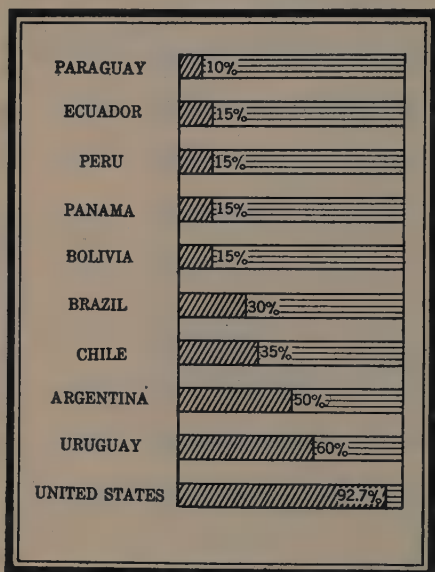 PARAGUAY 10%
ECUADOR 15%
PERU 15%
PANAMA 15%
BOLIVIA 15%
BRAZIL 30%
CHILE 35%
ARGENTINA 50%
URUGUAY 60%
UNITED STATES 92.7%